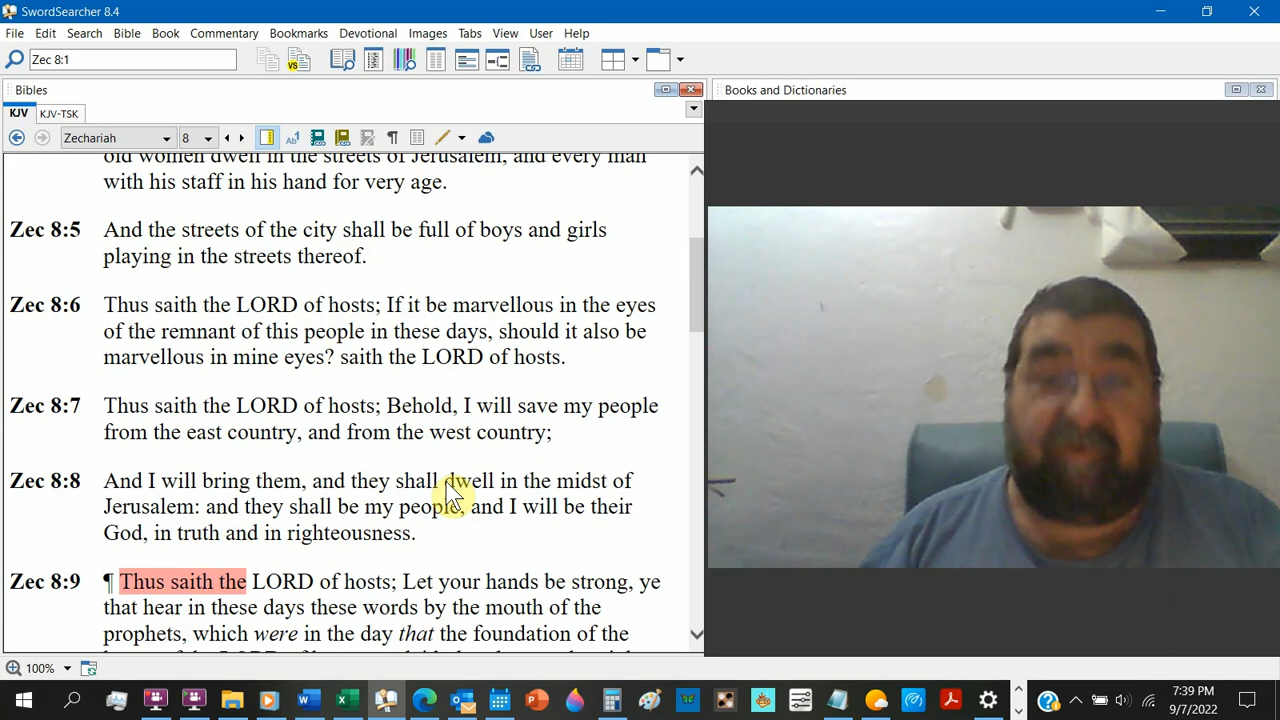 SwordSearcher 8.4
File Edit Search Bible Book Commentary Bookmarks Devotional Images Tabs View User Help
Zec 8:1
VS
Bibles
Books and Dictionaries
KJV KJV-TSK
Zechariah 8
old women dwell in the streets of Jerusalem, and every man
with his staff in his hand for very age.
Zec 8:5 And the streets of the city shall be full of boys and girls
playing in the streets thereof.
Zec 8:6 Thus saith the LORD of hosts; If it be marvellous in the eyes
of the remnant of this people in these days, should it also be
marvellous in mine eyes? saith the LORD of hosts.
Zec 8:7 Thus saith the LORD of hosts; Behold, I will save my people
from the east country, and from the west country;
Zec 8:8 And I will bring them, and they shall dwell in the midst of
Jerusalem: and they shall be my people, and I will be their
God, in truth and in righteousness.
Zec 8:9 ¶ Thus saith the LORD of hosts; Let your hands be strong, ye
that hear in these days these words by the mouth of the
prophets, which were in the day that the foundation of the
100%
7:39 PM
9/7/2022